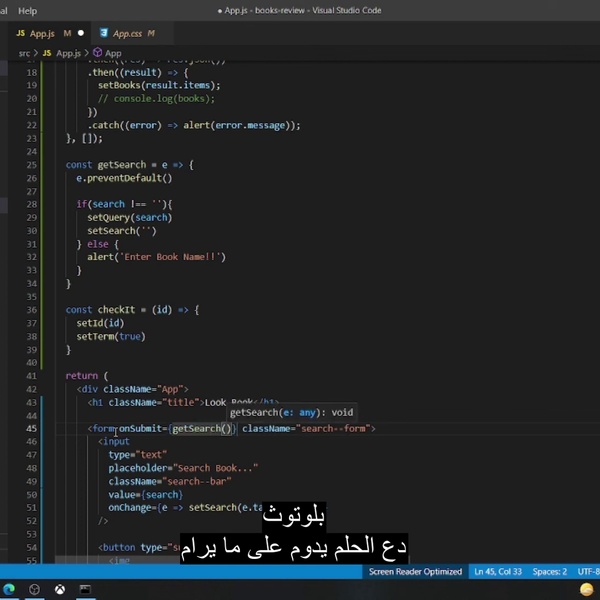 al Help
App.js - books-review - Visual Studio Code
JS App.js M
App.css M
src > JS App.js > App
18 .then((result) => {
19 setBooks(result.items);
20 // console.log(books);
21 })
22 .catch((error) => alert(error.message));
23 }, []);
24
25 const getSearch = e => {
26 e.preventDefault()
27
28 if(search !== ``){
29 setQuery(search)
30 setSearch('')
31 } else {
32 alert('Enter Book Name!!')
33 }
34 }
35
36 const checkIt = (id) => {
37 setId(id)
38 setTerm(true)
39 }
40
41 return (
42 <div className="App">
43 <h1 className="title">Look Book</h1>
getSearch(e: any): void
44
45 <form onSubmit={getSearch()} className="search--form">
46 <input
47 type="text"
48 placeholder="Search Book..."
49 className="search--bar"
50 value={search}
51 onChange={e => setSearch(e.ta
52 />
53
54 <button type="su
55 <img
بلوتوث
دع الحلم يدوم على ما يرام
Screen Reader Optimized Ln 45, Col 33 Spaces: 2 UTF-8